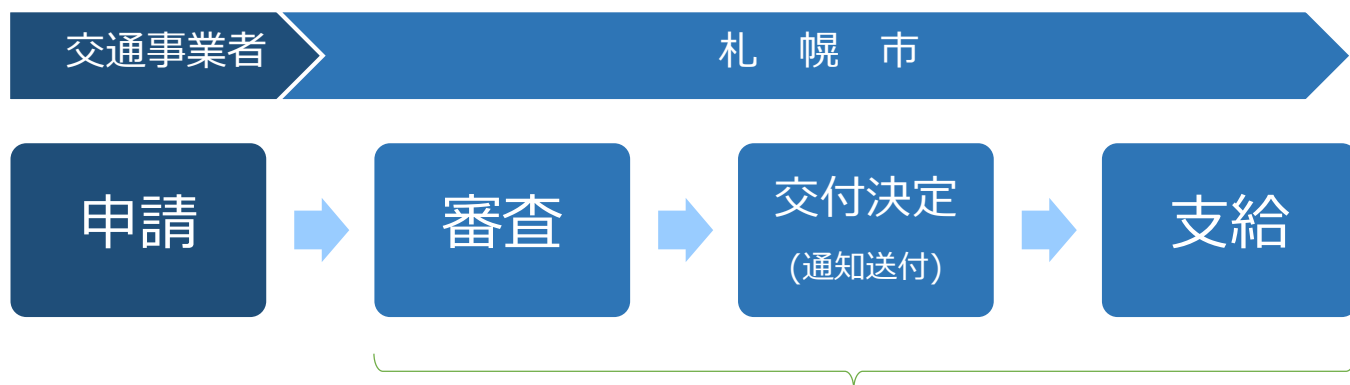 交通事業者
札　幌　市
申請
審査
交付決定
(通知送付)
支給